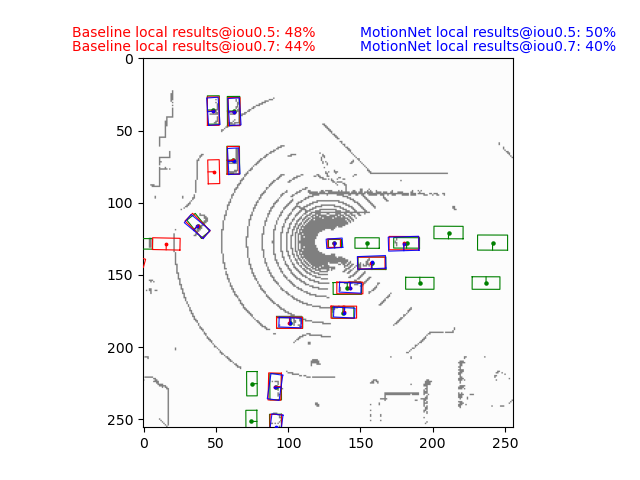 Baseline local results@iou0.5: 48% MotionNet local results@iou0.5: 50%
Baseline local results@iou0.7: 44% MotionNet local results@iou0.7: 40%
0
50
100
150
200
250
0 50 100 150 200 250